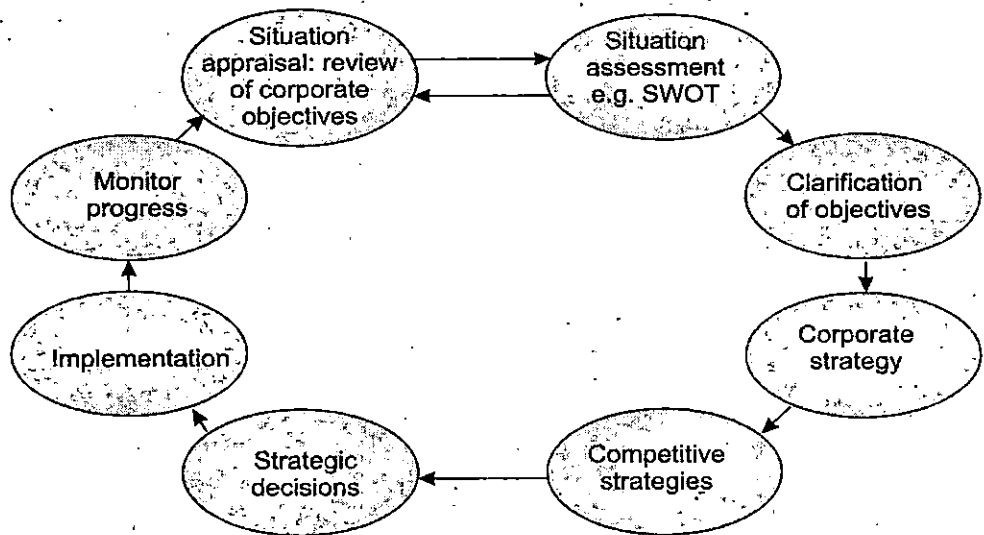 Situation
appraisal: review
of corporate
objectives
Situation
assessment
e.g. SWOT
Clarification
of objectives
Corporate
strategy
Competitive
strategies
Strategic
decisions
Implementation
Monitor
progress